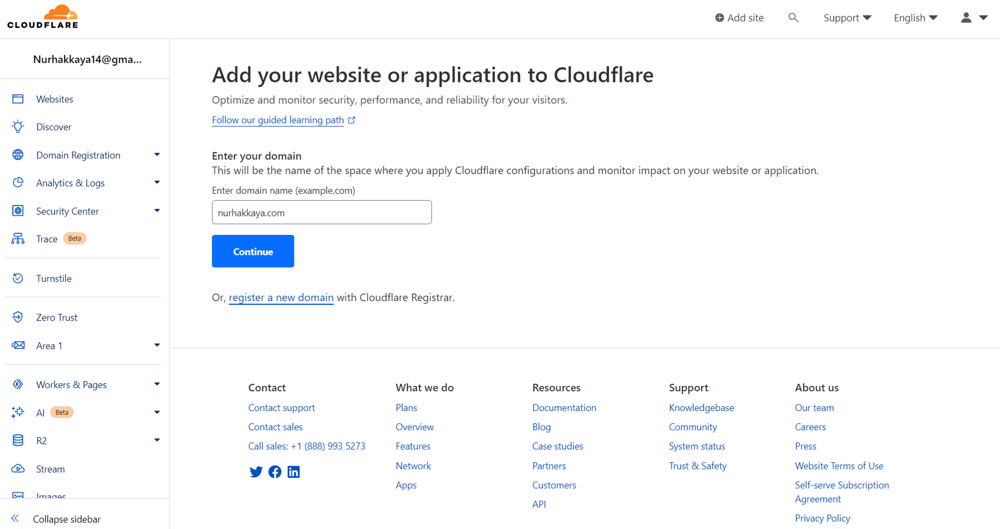 CLOUDFLARE
Add site
Support
English
Nurhakkaya14@gma...
Websites
Discover
Domain Registration
Analytics & Logs
Security Center
Trace Beta
Turnstile
Zero Trust
Area 1
Workers & Pages
AI Beta
R2
Stream
Images
Collapse sidebar
Add your website or application to Cloudflare
Optimize and monitor security, performance, and reliability for your visitors.
Follow our guided learning path
Enter your domain
This will be the name of the space where you apply Cloudflare configurations and monitor impact on your website or application.
Enter domain name (example.com)
nurhakkaya.com
Continue
Or, register a new domain with Cloudflare Registrar.
Contact
Contact support
Contact sales
Call sales: +1 (888) 993 5273
What we do
Plans
Overview
Features
Network
Apps
Resources
Documentation
Blog
Case studies
Partners
Customers
API
Support
Knowledgebase
Community
System status
Trust & Safety
About us
Our team
Careers
Press
Website Terms of Use
Self-serve Subscription
Agreement
Privacy Policy